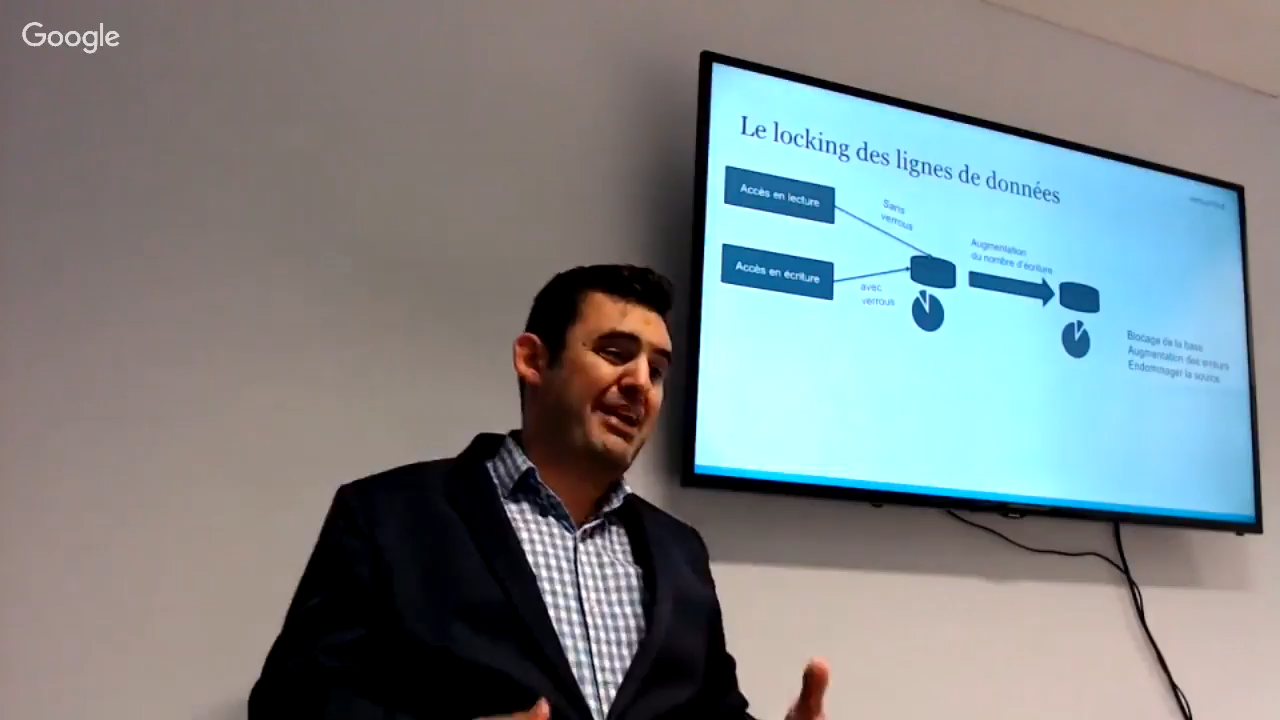 Google
Le locking des lignes de données
Accès en lecture
Sans
verrous
Accès en écriture
avec
verrous
Augmentation
du nombre d'écriture
Blocage de la base
Augmentation des erreurs
Endommager la source